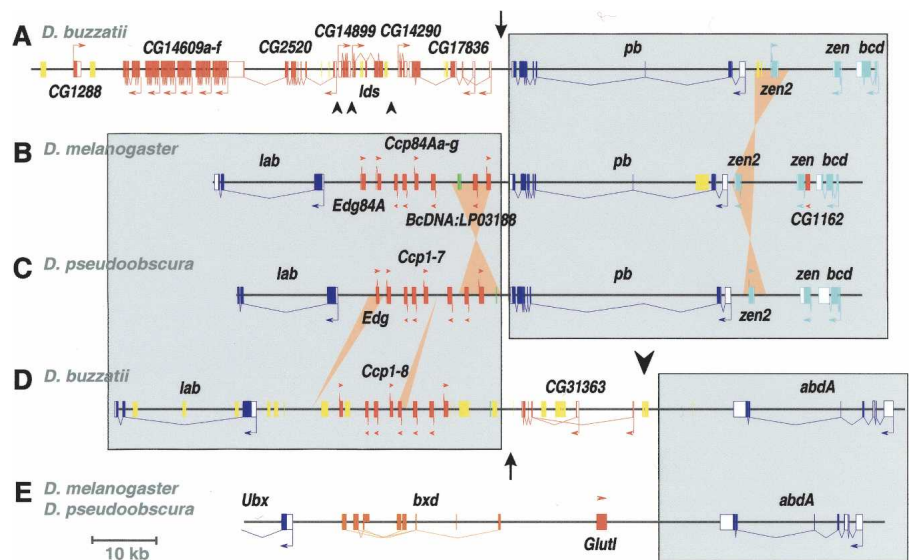 A D. buzzatii
CG14609a-f
CG2520
CG14899
CG14290
CG17836
pb
zen
bcd
CG1288
lds
zen2
B D. melanogaster
lab
Ccp84Aa-g
pb
zen2
zen
bcd
Edg84A
BcDNA:LP03188
CG1162
C D. pseudoobscura
lab
Ccp1-7
pb
zen
bcd
Edg
zen2
D D. buzzatii
lab
Ccp1-8
CG31363
abdA
E D. melanogaster
D. pseudoobscura
Ubx
bxd
abdA
Glutl
10 kb